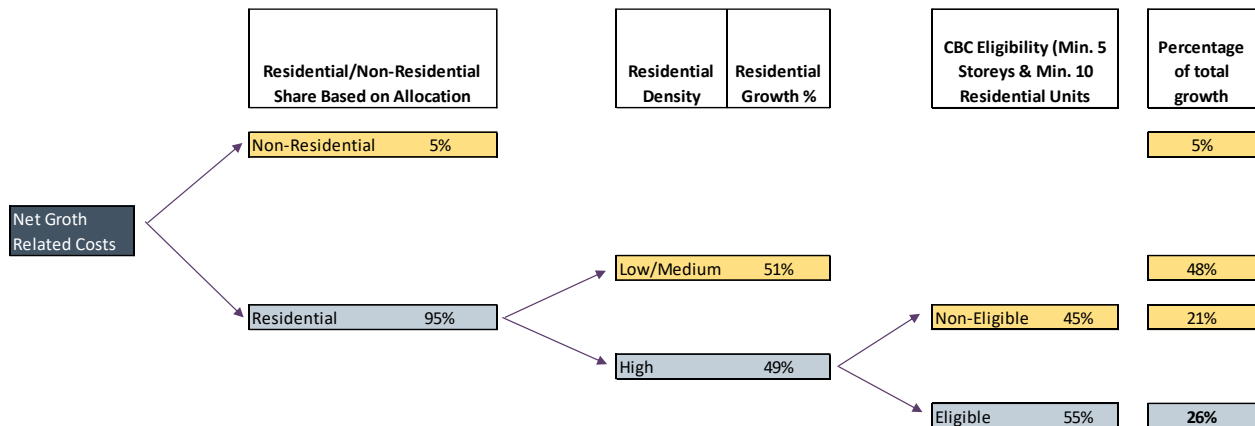 Residential/Non-Residential
Share Based on Allocation
Residential
Density
Residential
Growth %
CBC Eligibility (Min. 5
Storeys & Min. 10
Residential Units
Percentage
of total
growth
Non-Residential 5%
5%
Net Groth
Related Costs
Low/Medium 51%
48%
Residential 95%
Non-Eligible 45%
21%
High 49%
Eligible 55%
26%